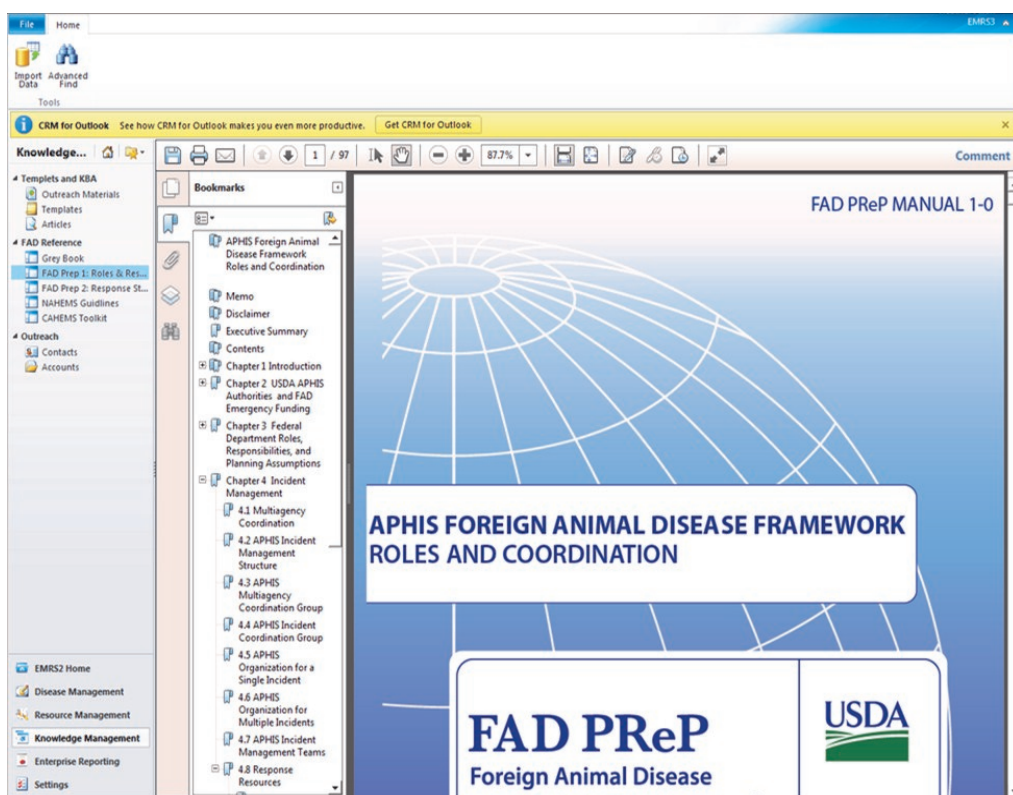 File Home EMRS3
Import Data
Advanced Find
Tools
CRM for Outlook See how CRM for Outlook makes you even more productive. Get CRM for Outlook
Knowledge...
1 / 97
87.7%
Comment
Templets and KBA
Outreach Materials
Templates
Articles
FAD Reference
Grey Book
FAD Prep 1: Roles & Res...
FAD Prep 2: Response St...
NAHEMS Guidlines
CAHEMS Toolkit
Outreach
Contacts
Accounts
EMRS2 Home
Disease Management
Resource Management
Knowledge Management
Enterprise Reporting
Settings
Bookmarks
APHIS Foreign Animal
Disease Framework
Roles and Coordination
Memo
Disclaimer
Executive Summary
Contents
Chapter 1 Introduction
Chapter 2 USDA APHIS
Authorities and FAD
Emergency Funding
Chapter 3 Federal
Department Roles,
Responsibilities, and
Planning Assumptions
Chapter 4 Incident
Management
4.1 Multiagency
Coordination
4.2 APHIS Incident
Management
Structure
4.3 APHIS
Multiagency
Coordination Group
4.4 APHIS Incident
Coordination Group
4.5 APHIS
Organization for a
Single Incident
4.6 APHIS
Organization for
Multiple Incidents
4.7 APHIS Incident
Management Teams
4.8 Response
Resources
FAD PReP MANUAL 1-0
APHIS FOREIGN ANIMAL DISEASE FRAMEWORK
ROLES AND COORDINATION
FAD PReP
Foreign Animal Disease
USDA